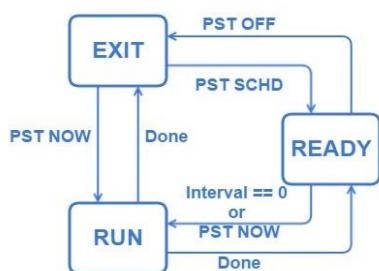 PST OFF
EXIT
PST SCHD
PST NOW
Done
READY
Interval == 0
or
PST NOW
RUN
Done